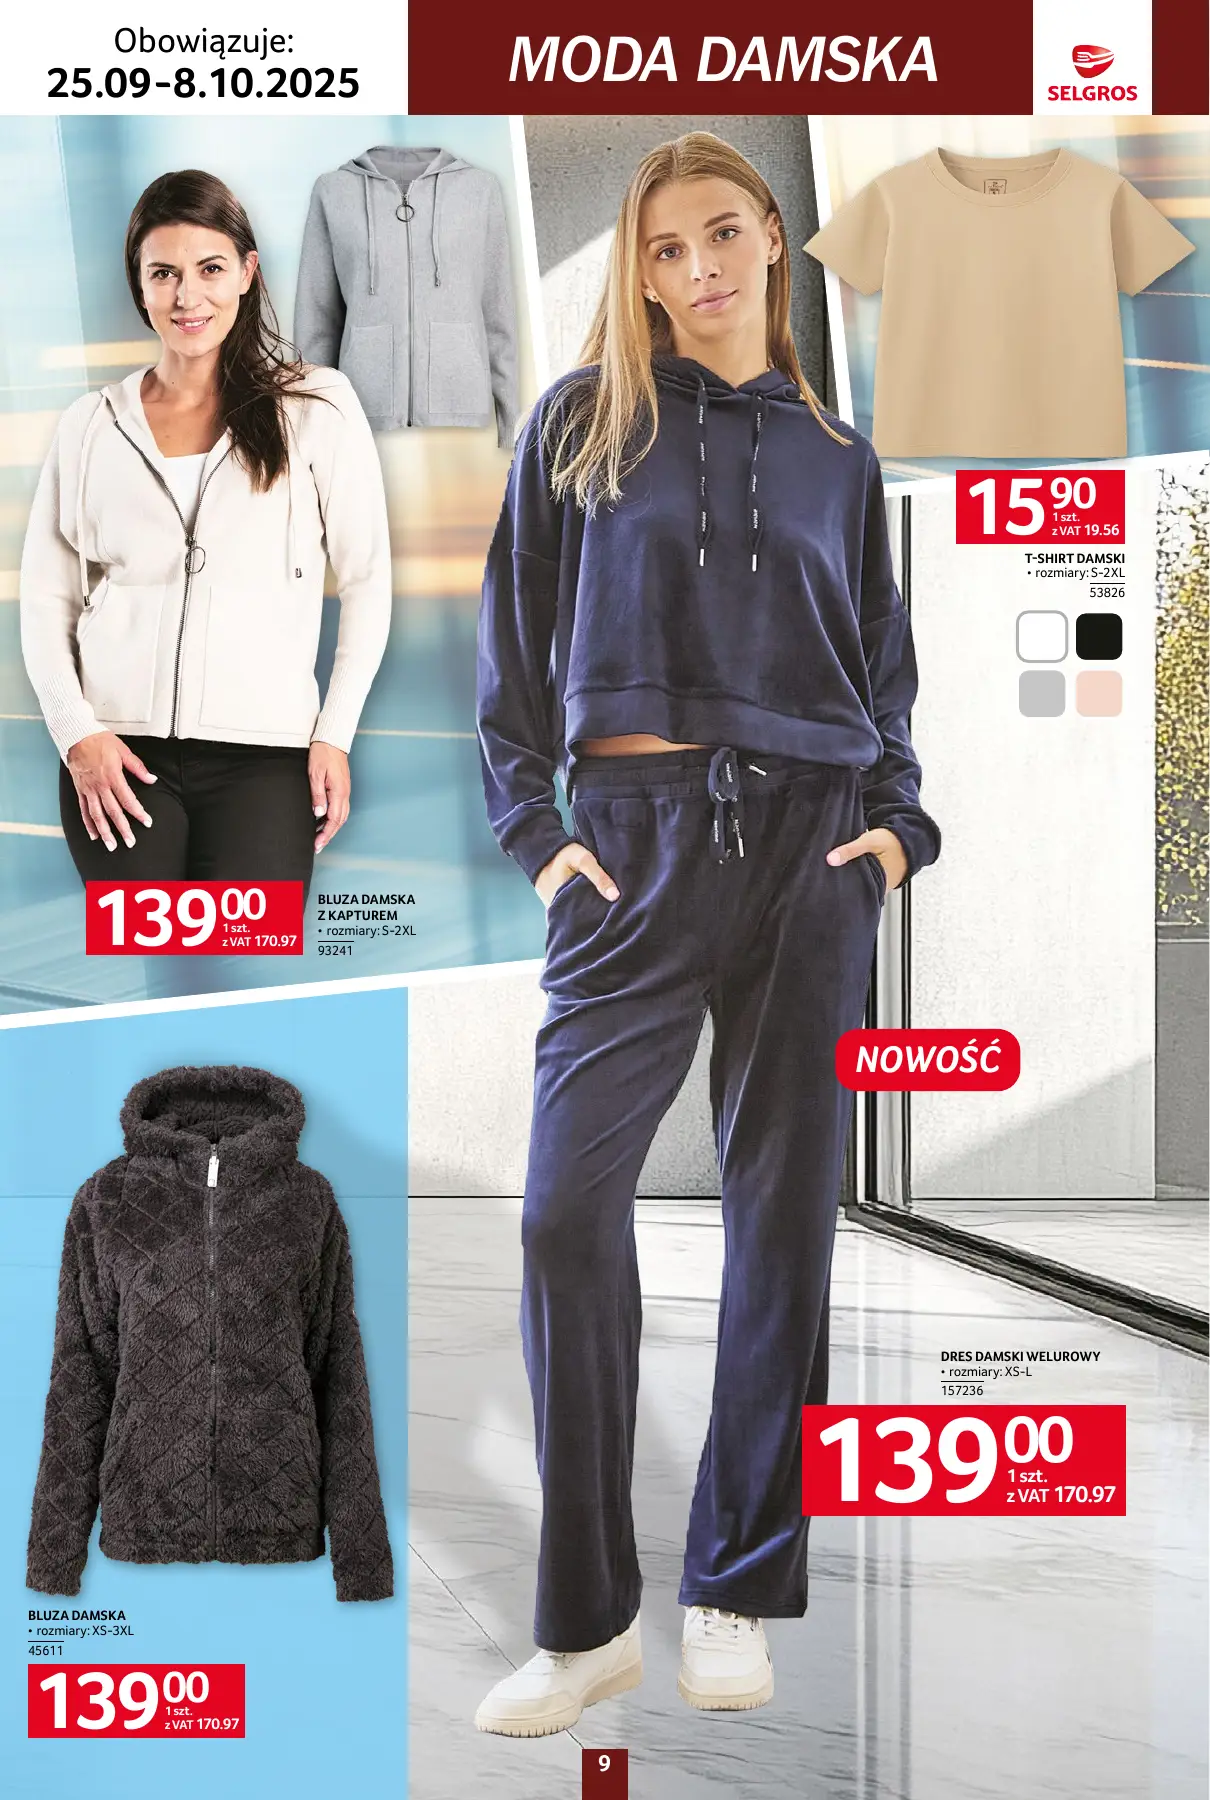 Obowiązuje:
25.09-8.10.2025
MODA DAMSKA
SELGROS
15 90
1 szt.
z VAT 19.56
T-SHIRT DAMSKI
• rozmiary: S-2XL
53826
139 00
1 szt.
z VAT 170.97
BLUZA DAMSKA
Z KAPTUREM
• rozmiary: S-2XL
93241
NOWOŚĆ
DRES DAMSKI WELUROWY
• rozmiary: XS-L
157236
139 00
1 szt.
z VAT 170.97
BLUZA DAMSKA
• rozmiary: XS-3XL
45611
139 00
1 szt.
z VAT 170.97
9